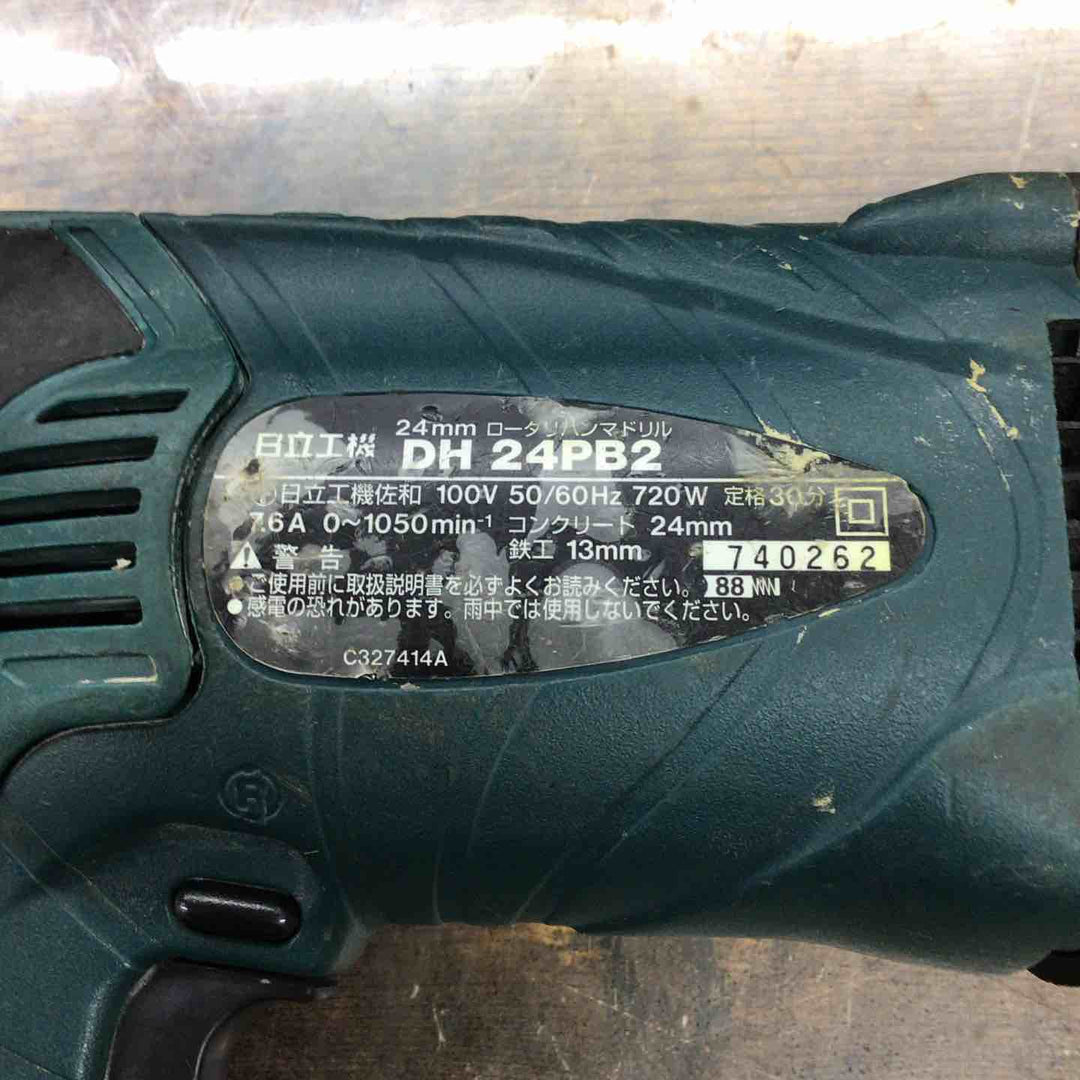 24mm ロータリハンマドリル
日立工機 DH 24PB2
日立工機佐和 100V 50/60Hz 720W 定格30分
7.6A 0~1050min⁻¹ コンクリート 24mm
警告 鉄工 13mm 740262
ご使用前に取扱説明書を必ずよくお読みください。 88
●感電の恐れがあります。雨中では使用しないでください。
C327414A